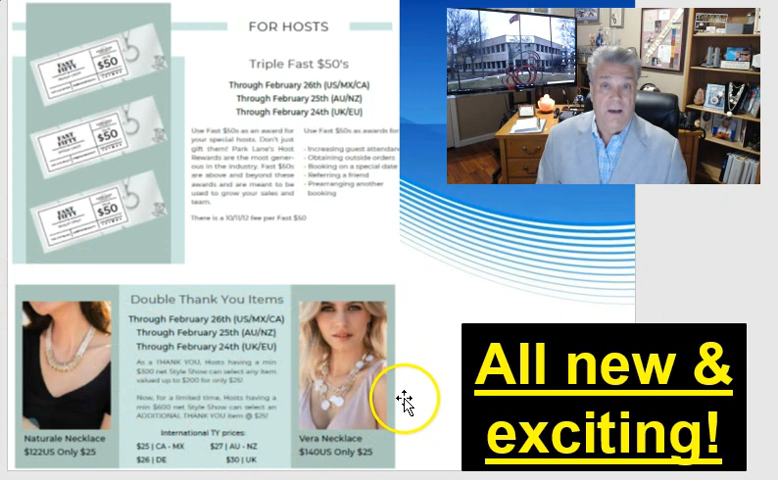 FOR HOSTS
Triple Fast $50's
Through February 26th (US/MX/CA)
Through February 25th (AU/NZ)
Through February 24th (UK/EU)
Use Fast $50s as an award for
your special hosts. Don't just
gift them! Park Lane's Host
Rewards are the most gener-
ous in the industry. Fast $50s
are above and beyond these
awards and are meant to be
used to grow your sales and
team.
There is a 10/11/12 fee per Fast $50
Use Fast $50s as awards for
- Increasing guest attendan
- Obtaining outside orders
- Booking on a special date
- Referring a friend
- Prearranging another
booking
FAST
FIFTY
$50
FAST
FIFTY
$50
FAST
FIFTY
$50
Double Thank You Items
Through February 26th (US/MX/CA)
Through February 25th (AU/NZ)
Through February 24th (UK/EU)
As a THANK YOU, Hosts having a min
$300 net Style Show can select any item
valued up to $200 for only $25!
Now, for a limited time, Hosts having a
min $600 net Style Show can select an
ADDITIONAL THANK YOU item @ $25!
International TY prices:
$25 | CA - MX $27 | AU - NZ
$26 | DE $30 | UK
Naturale Necklace
$122US Only $25
Vera Necklace
$140US Only $25
All new &
exciting!